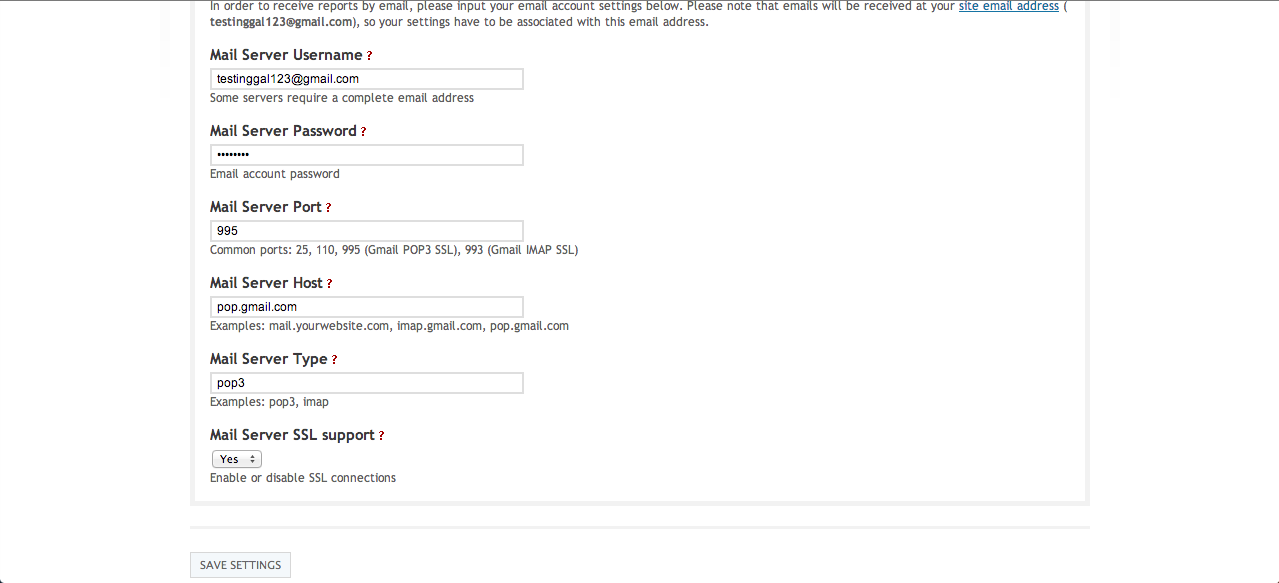 In order to receive reports by email, please input your email account settings below. Please note that emails will be received at your site email address (
testinggal123@gmail.com), so your settings have to be associated with this email address.
Mail Server Username ?
testinggal123@gmail.com
Some servers require a complete email address
Mail Server Password ?
••••••••
Email account password
Mail Server Port ?
995
Common ports: 25, 110, 995 (Gmail POP3 SSL), 993 (Gmail IMAP SSL)
Mail Server Host ?
pop.gmail.com
Examples: mail.yourwebsite.com, imap.gmail.com, pop.gmail.com
Mail Server Type ?
pop3
Examples: pop3, imap
Mail Server SSL support ?
Yes
Enable or disable SSL connections
SAVE SETTINGS